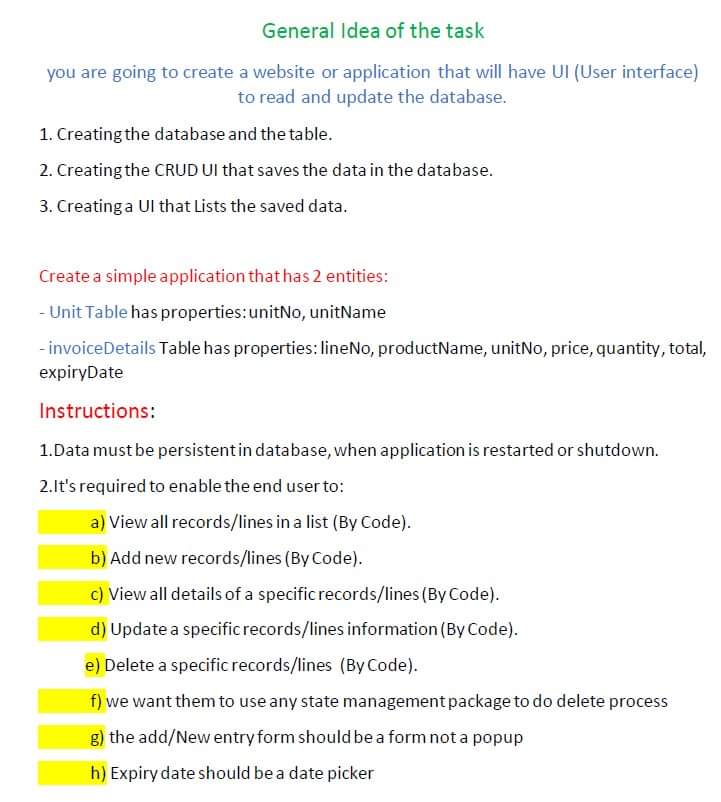 General Idea of the task
you are going to create a website or application that will have UI (User interface)
to read and update the database.
1. Creating the database and the table.
2. Creating the CRUD UI that saves the data in the database.
3. Creating a UI that Lists the saved data.
Create a simple application that has 2 entities:
- Unit Table has properties: unitNo, unitName
- invoiceDetails Table has properties: lineNo, productName, unitNo, price, quantity, total,
expiryDate
Instructions:
1.Data must be persistent in database, when application is restarted or shutdown.
2.It's required to enable the end user to:
a) View all records/lines in a list (By Code).
b) Add new records/lines (By Code).
c) View all details of a specific records/lines (By Code).
d) Update a specific records/lines information (By Code).
e) Delete a specific records/lines (By Code).
f) we want them to use any state management package to do delete process
g) the add/New entry form should be a form not a popup
h) Expiry date should be a date picker